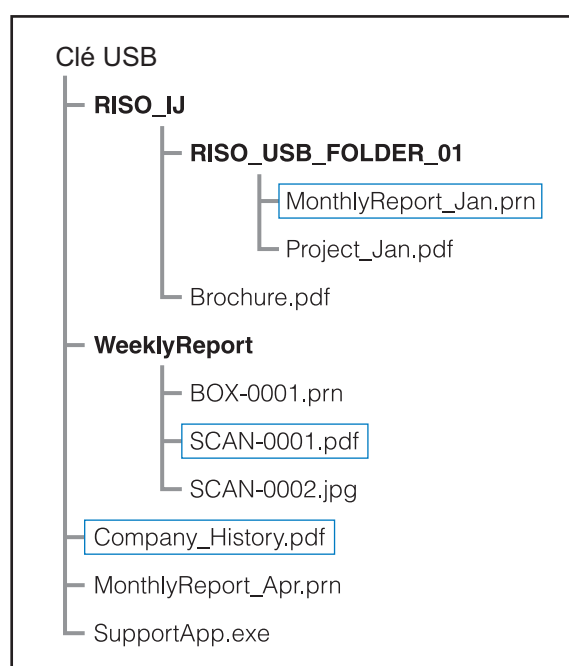 Clé USB
RISO_IJ
RISO_USB_FOLDER_01
MonthlyReport_Jan.prn
Project_Jan.pdf
Brochure.pdf
WeeklyReport
BOX-0001.prn
SCAN-0001.pdf
SCAN-0002.jpg
Company_History.pdf
MonthlyReport_Apr.prn
SupportApp.exe